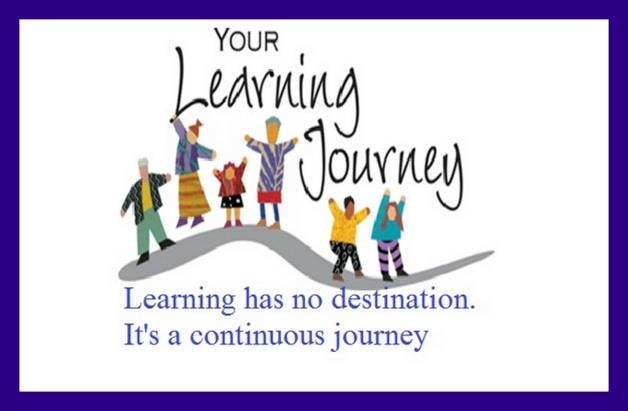 YOUR
Learning
Journey
Learning has no destination.
It's a continuous journey